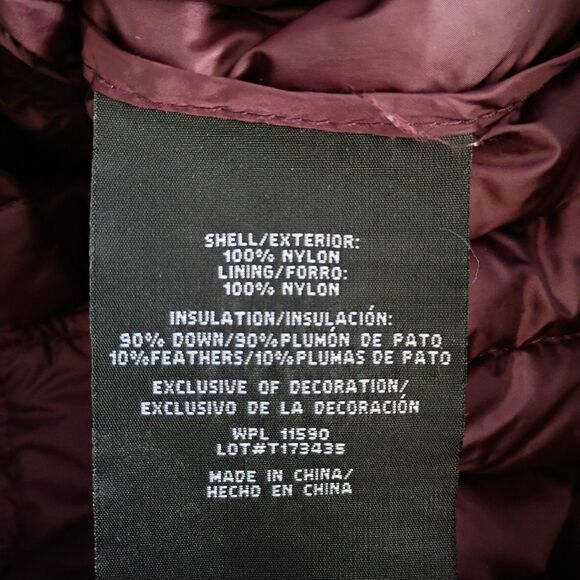 SHELL/EXTERIOR:
100% NYLON
LINING/FORRO:
100% NYLON
INSULATION/INSULACIÓN:
90% DOWN/90%PLUMÓN DE PATO
10%FEATHERS/10%PLUMAS DE PATO
EXCLUSIVE OF DECORATION/
EXCLUSIVO DE LA DECORACIÓN
WPL 11590
LOT#T173435
MADE IN CHINA/
HECHO EN CHINA